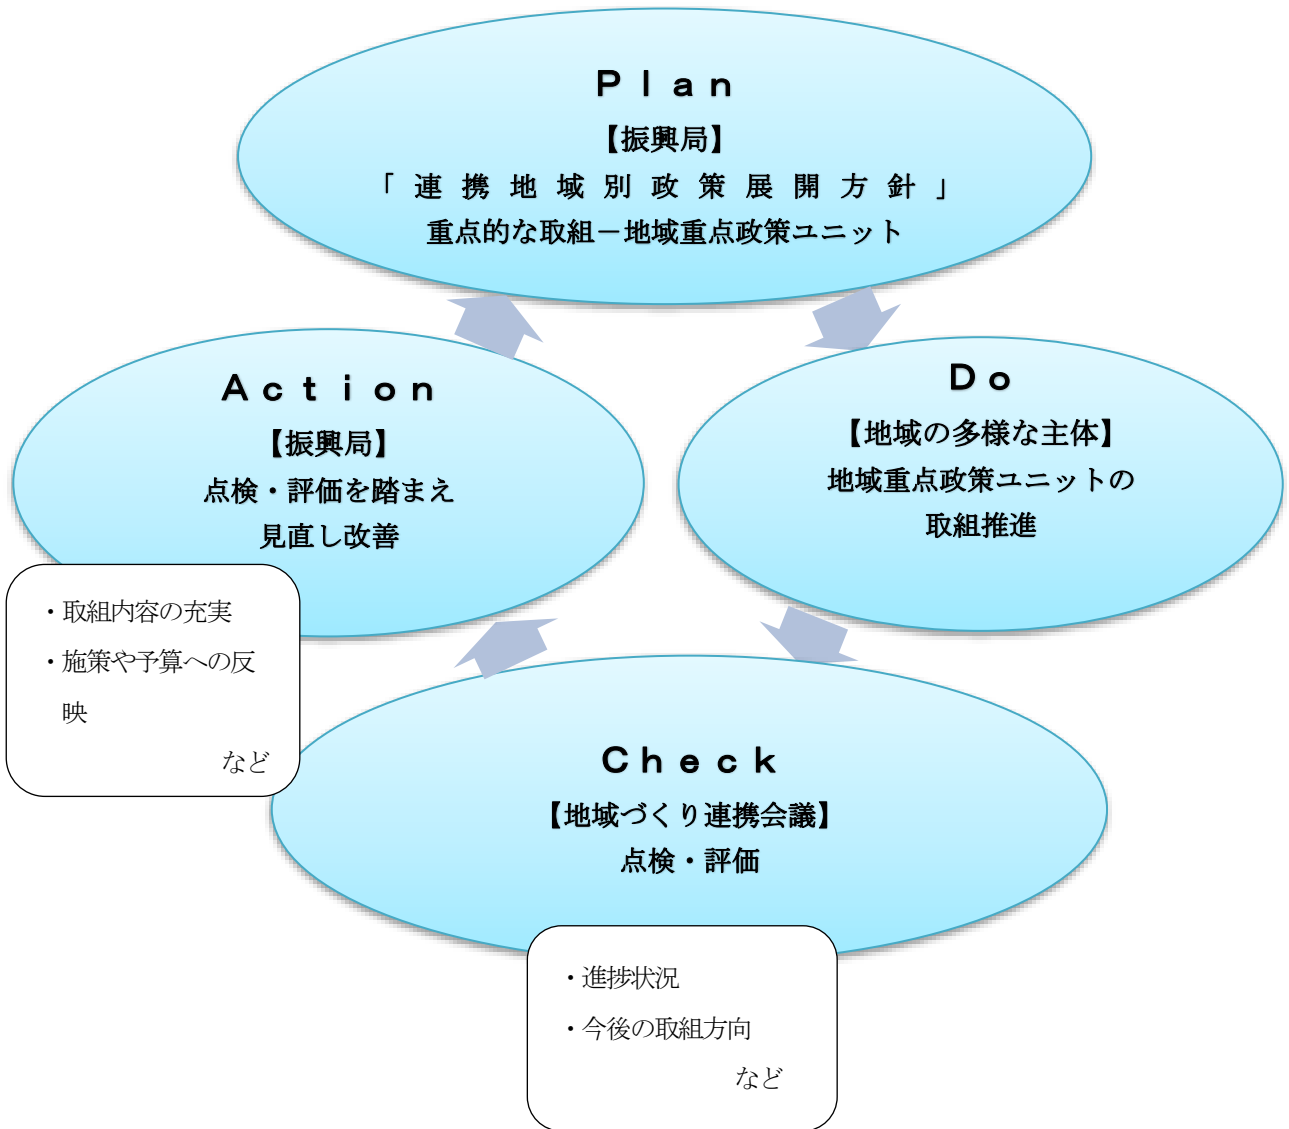 Ｐｌａｎ
【振興局】
「連携地域別政策展開方針」
重点的な取組－地域重点政策ユニット
Ａｃｔｉｏｎ
【振興局】
点検・評価を踏まえ
見直し改善
・取組内容の充実
・施策や予算への反
映
など
Ｄｏ
【地域の多様な主体】
地域重点政策ユニットの
取組推進
Ｃｈｅｃｋ
【地域づくり連携会議】
点検・評価
・進捗状況
・今後の取組方向
など